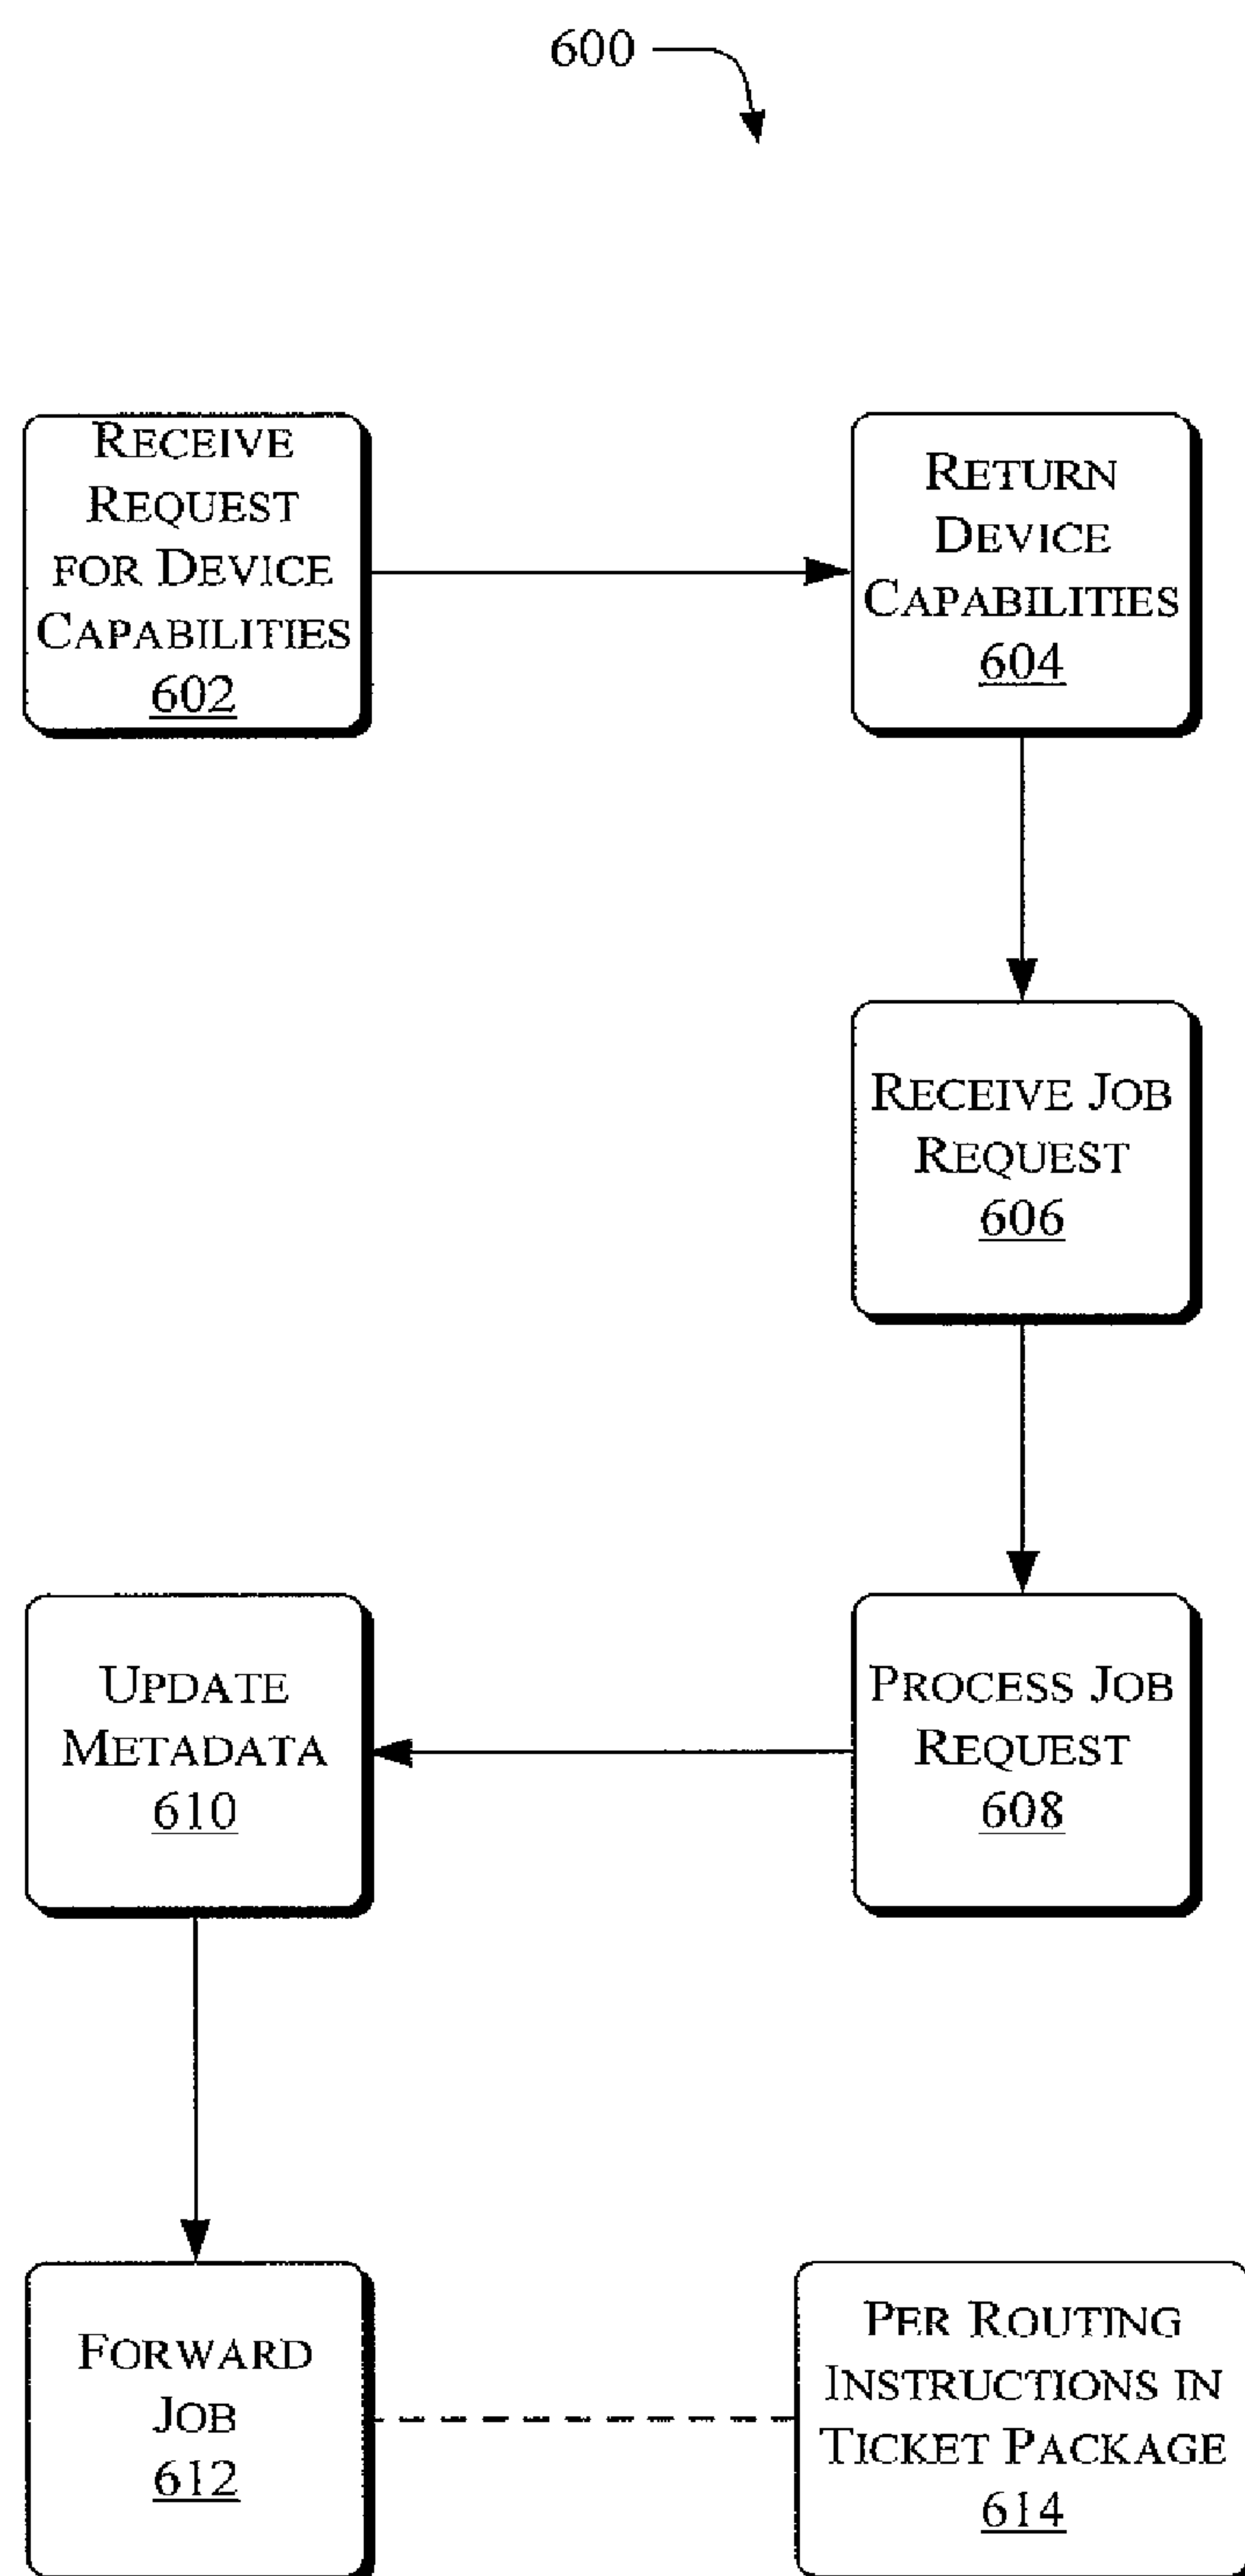 600
RECEIVE
REQUEST
FOR DEVICE
CAPABILITIES
602
RETURN
DEVICE
CAPABILITIES
604
RECEIVE JOB
REQUEST
606
PROCESS JOB
REQUEST
608
UPDATE
METADATA
610
FORWARD
JOB
612
PER ROUTING
INSTRUCTIONS IN
TICKET PACKAGE
614